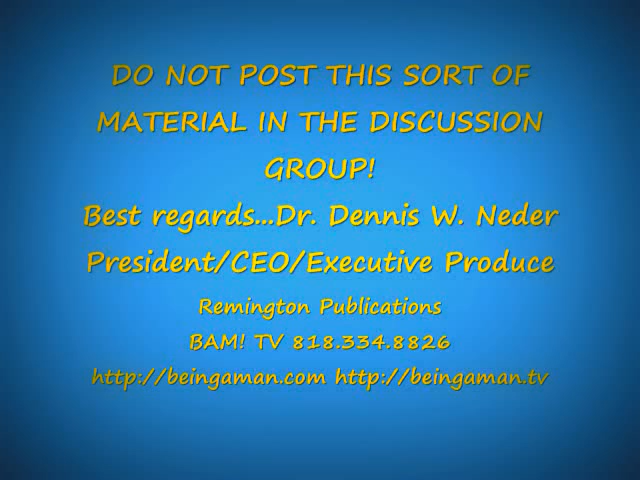 DO NOT POST THIS SORT OF
MATERIAL IN THE DISCUSSION
GROUP!
Best regards...Dr. Dennis W. Neder
President/CEO/Executive Produce
Remington Publications
BAM! TV 818.334.8826
http://beingaman.com http://beingaman.tv